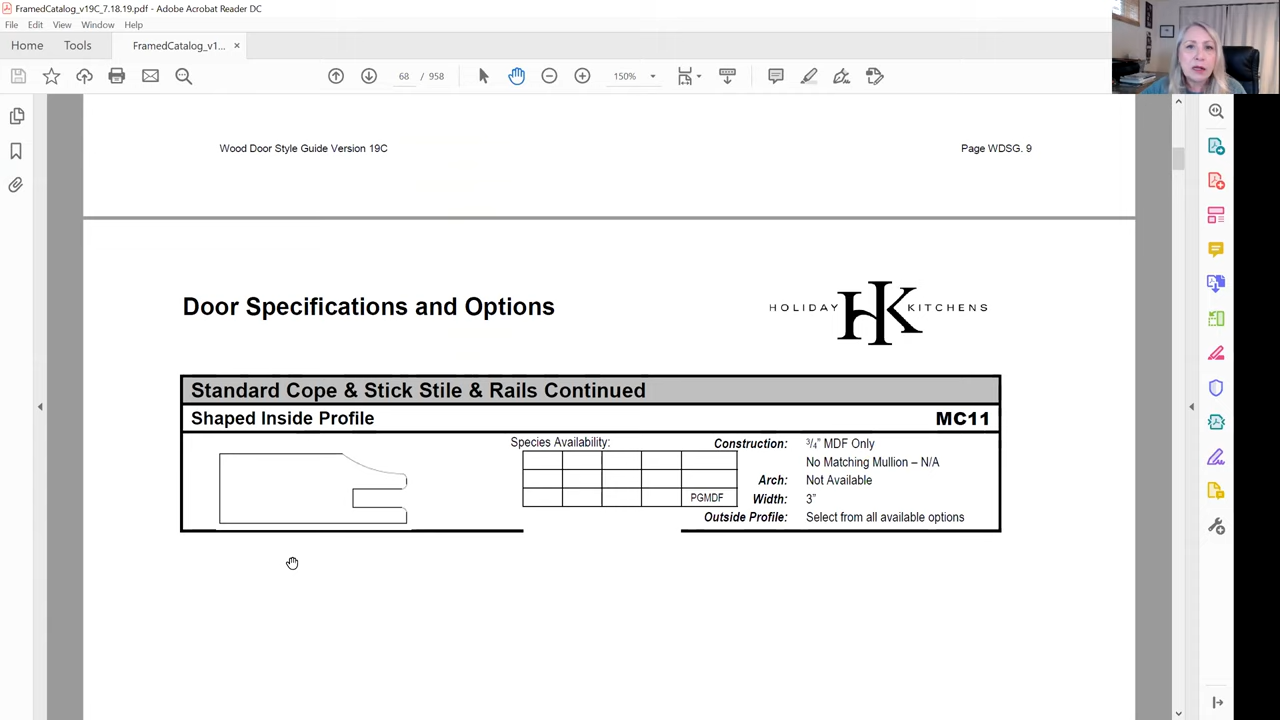 FramedCatalog_v19C_7.18.19.pdf - Adobe Acrobat Reader DC
File Edit View Window Help
Home Tools FramedCatalog_v1... ×
68 / 958 150%
Wood Door Style Guide Version 19C Page WDSG. 9
Door Specifications and Options
HOLIDAY HK KITCHENS
Standard Cope & Stick Stile & Rails Continued
Shaped Inside Profile MC11
Species Availability:
PGMDF
Construction: ¾" MDF Only
No Matching Mullion – N/A
Arch: Not Available
Width: 3"
Outside Profile: Select from all available options